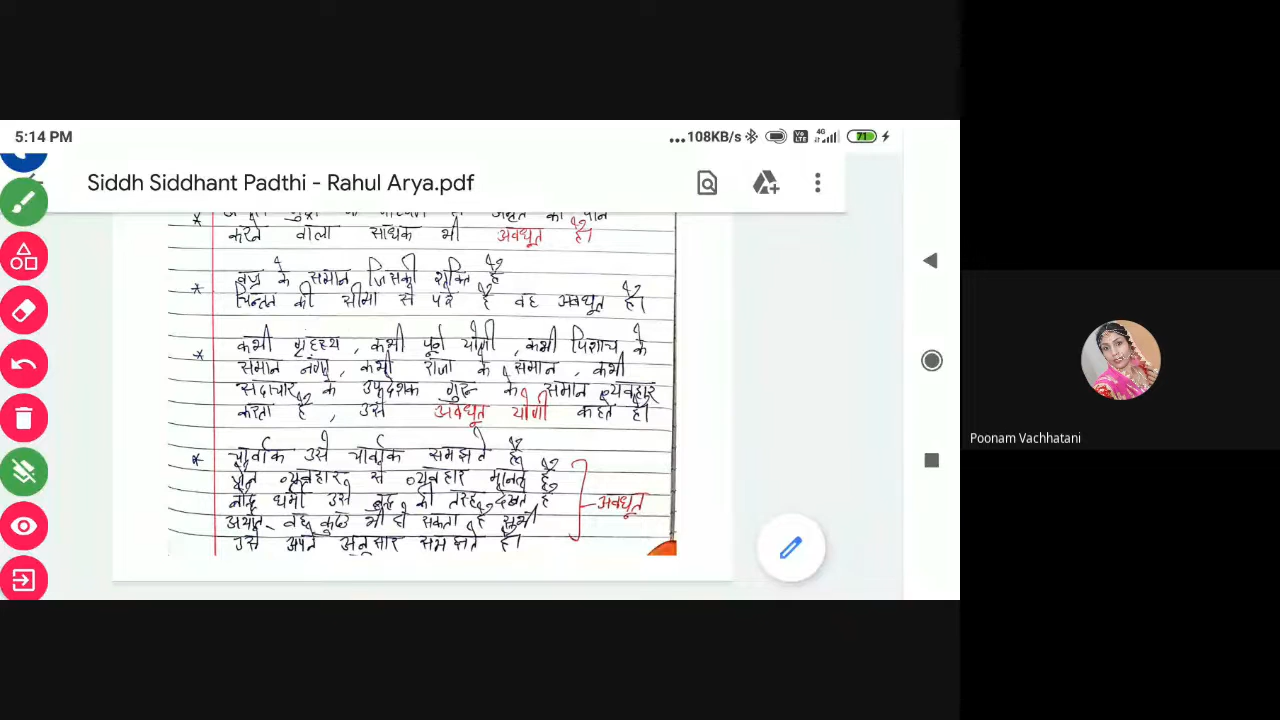 5:14 PM
...108KB/s 4G 71
Siddh Siddhant Padthi - Rahul Arya.pdf
करने वाला साधक भी अवधूत है।
वज्र के समान जिसकी शक्ति है
चिन्तन की सीमा से परे है वह अवधूत है।
कभी गृहस्थ, कभी पूर्ण योगी, कभी पिशाच के
समान नग्न, कभी राजा के समान, कभी
सदाचार के उपदेशक गुरु के समान व्यवहार
करता है, उसे अवधूत योगी कहते है।
चार्वाक उसे चार्वाक समझते है
जैन व्यवहार से व्यवहार मानते है
बौद्ध धर्मी उसे बुद्ध की तरह देखते है
अर्थात् वह कुछ भी हो सकता है सभी
उसे अपने अनुसार समझते है।
अवधूत
Poonam Vachhatani